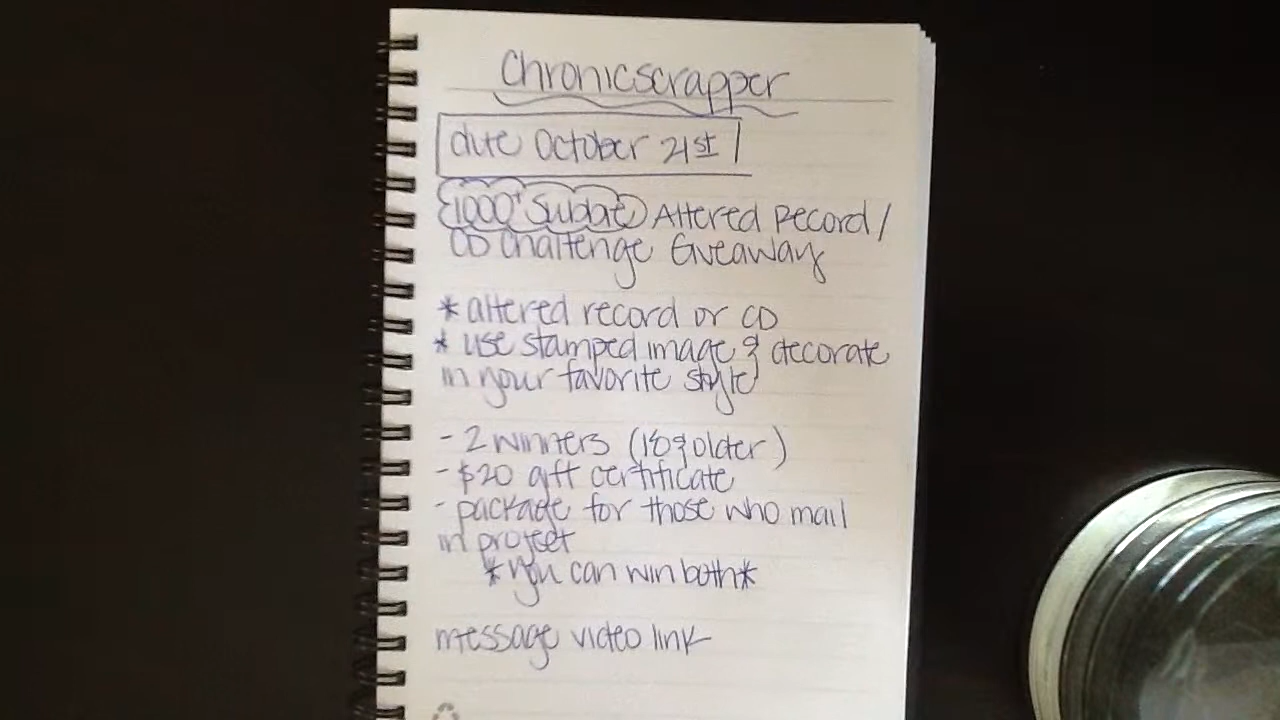 Chronicscrapper
due October 21st
1000+ Subbie Altered Record /
CD Challenge Giveaway
* altered record or CD
* use stamped image & decorate
in your favorite style
- 2 winners (18 & older)
- $20 gift certificate
- package for those who mail
in project
*you can win both*
message video link